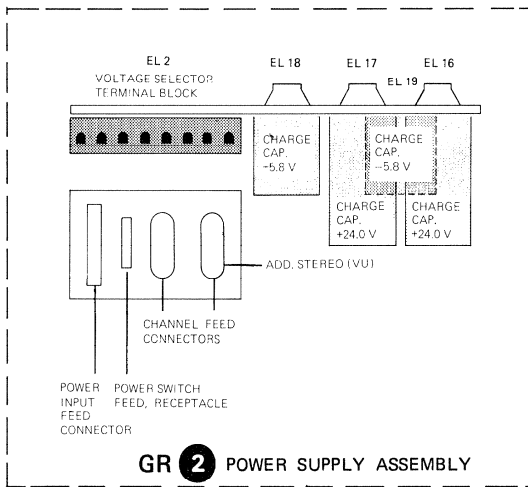 EL 2
VOLTAGE SELECTOR
TERMINAL BLOCK
EL 18
EL 17
EL 19
EL 16
CHARGE
CAP.
-5.8 V
CHARGE
CAP.
-5.8 V
CHARGE
CAP.
+24.0 V
CHARGE
CAP.
+24.0 V
ADD. STEREO (VU)
CHANNEL FEED
CONNECTORS
POWER
INPUT
FEED
CONNECTOR
POWER SWITCH
FEED, RECEPTACLE
GR 2 POWER SUPPLY ASSEMBLY